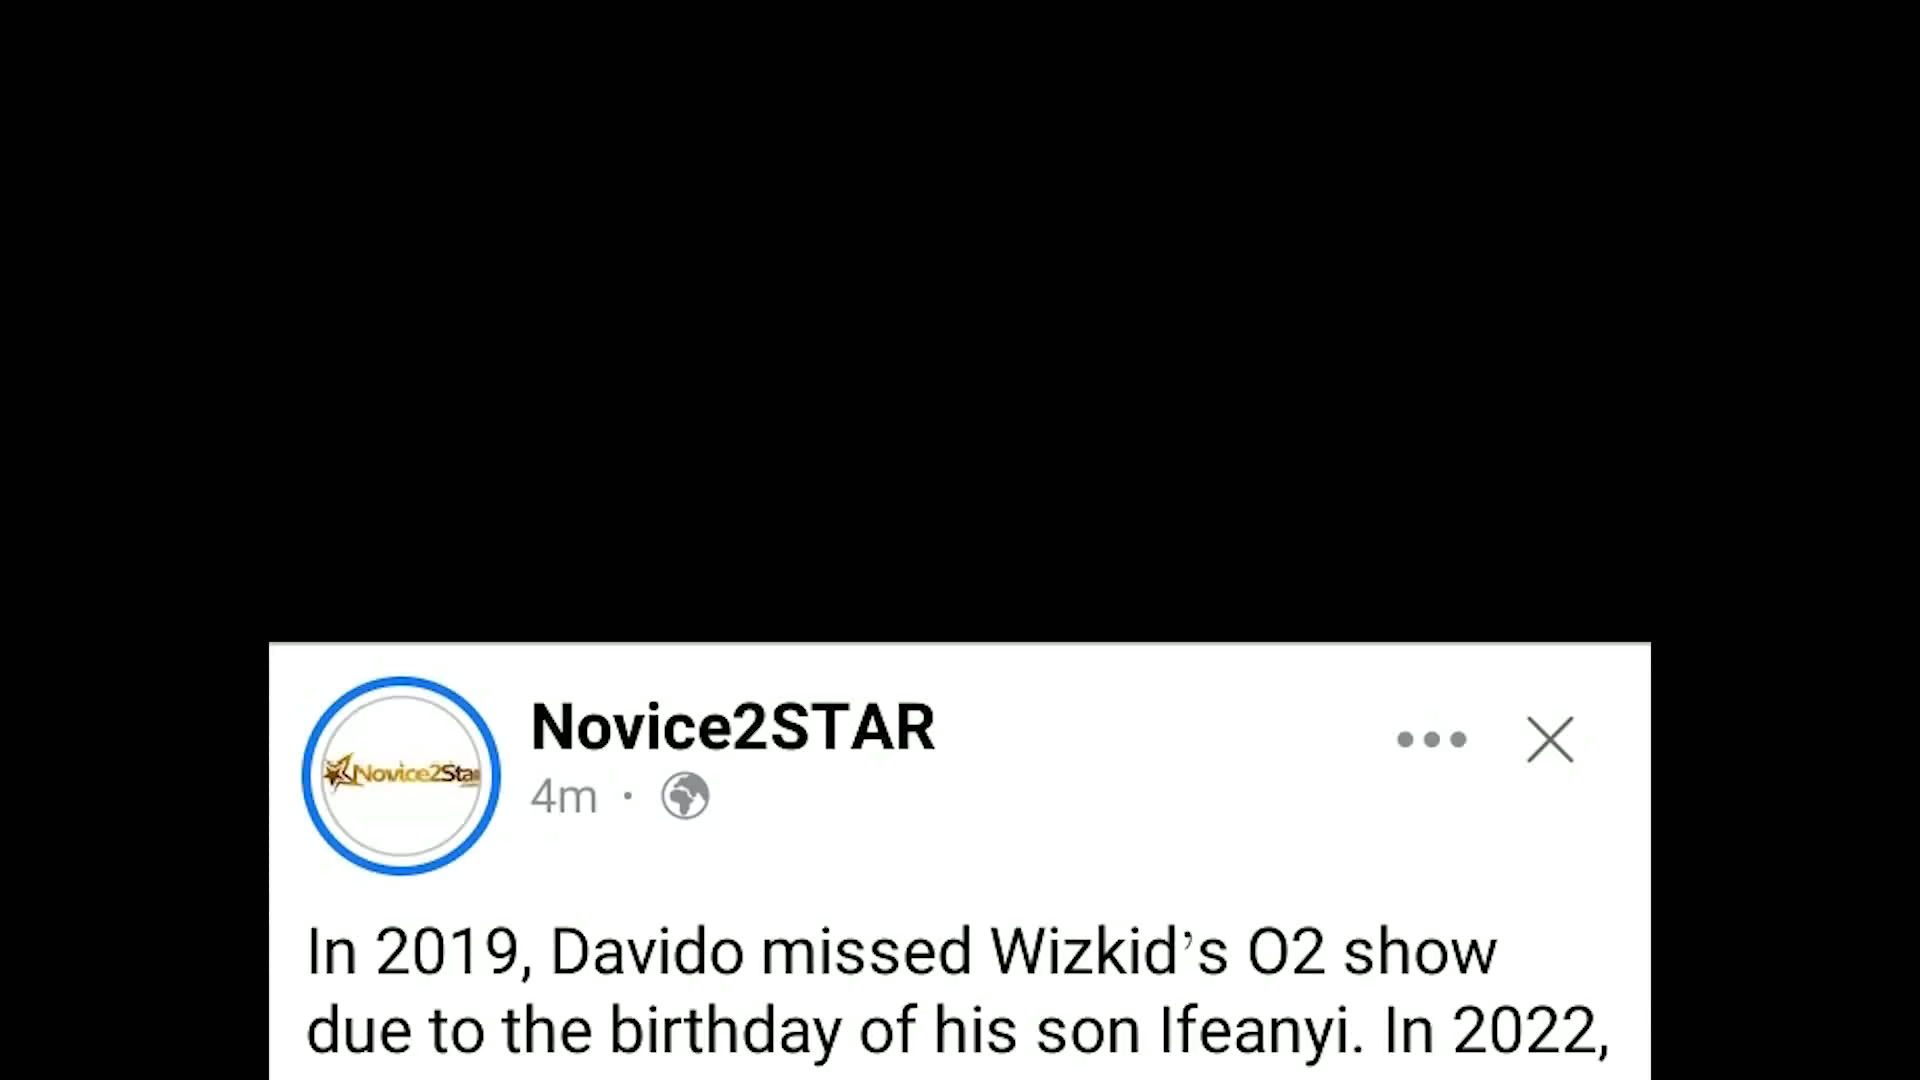 Novice2STAR
4m ·
Novice2Star
In 2019, Davido missed Wizkid's O2 show
due to the birthday of his son Ifeanyi. In 2022,